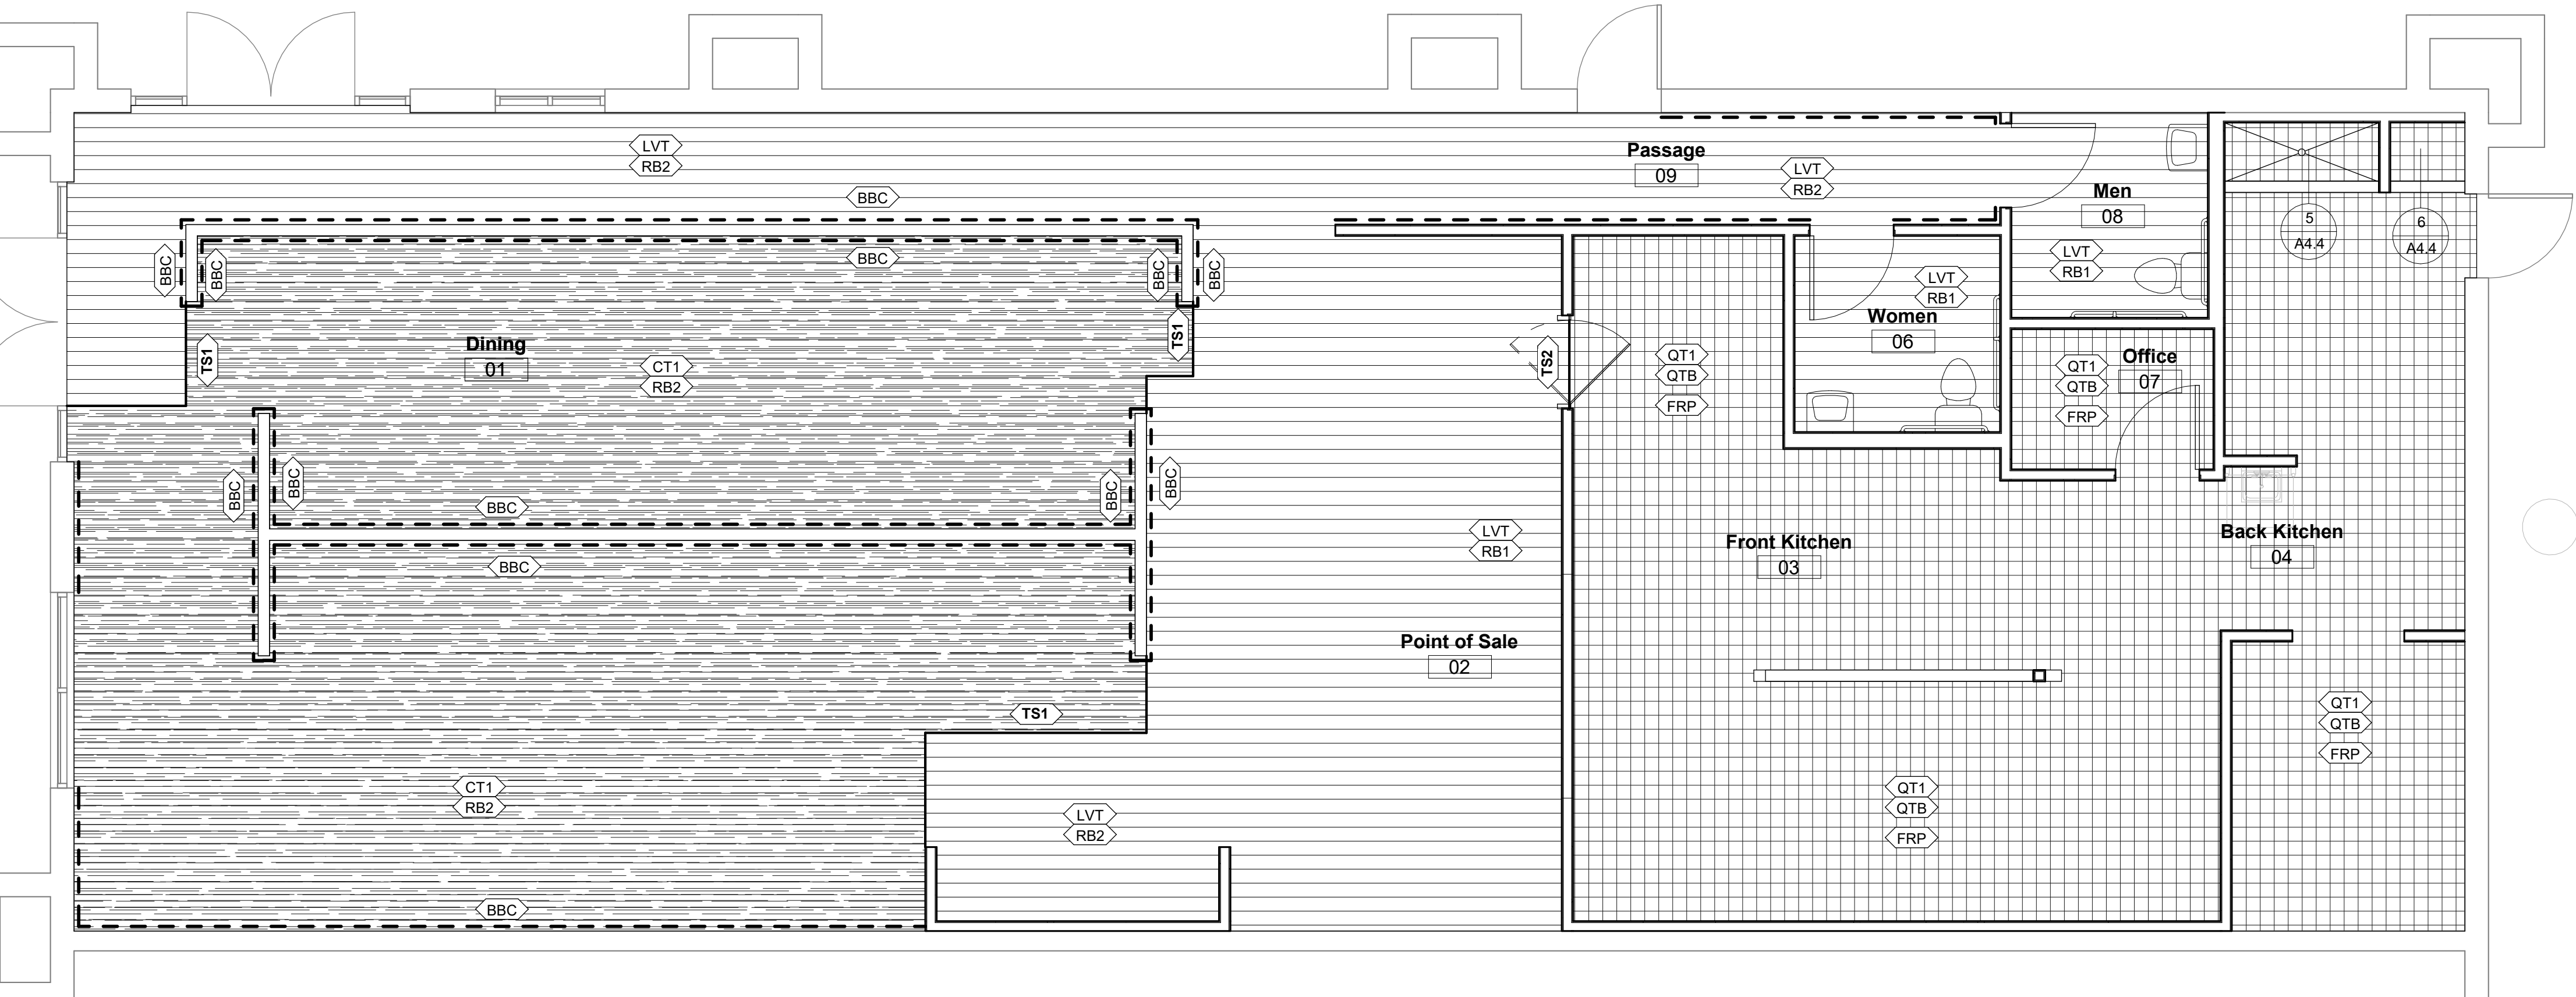 LVT
RB2
Passage
09
LVT
RB2
BBC
Men
08
5
A4.4
6
A4.4
BBC
BBC
BBC
BBC
BBC
LVT
RB1
LVT
RB1
Women
06
TS1
TS1
Dining
01
CT1
RB2
TS2
QT1
QTB
FRP
Office
07
QT1
QTB
FRP
BBC
BBC
BBC
BBC
BBC
BBC
LVT
RB1
Front Kitchen
03
Back Kitchen
04
Point of Sale
02
TS1
QT1
QTB
FRP
CT1
RB2
LVT
RB2
QT1
QTB
FRP
BBC